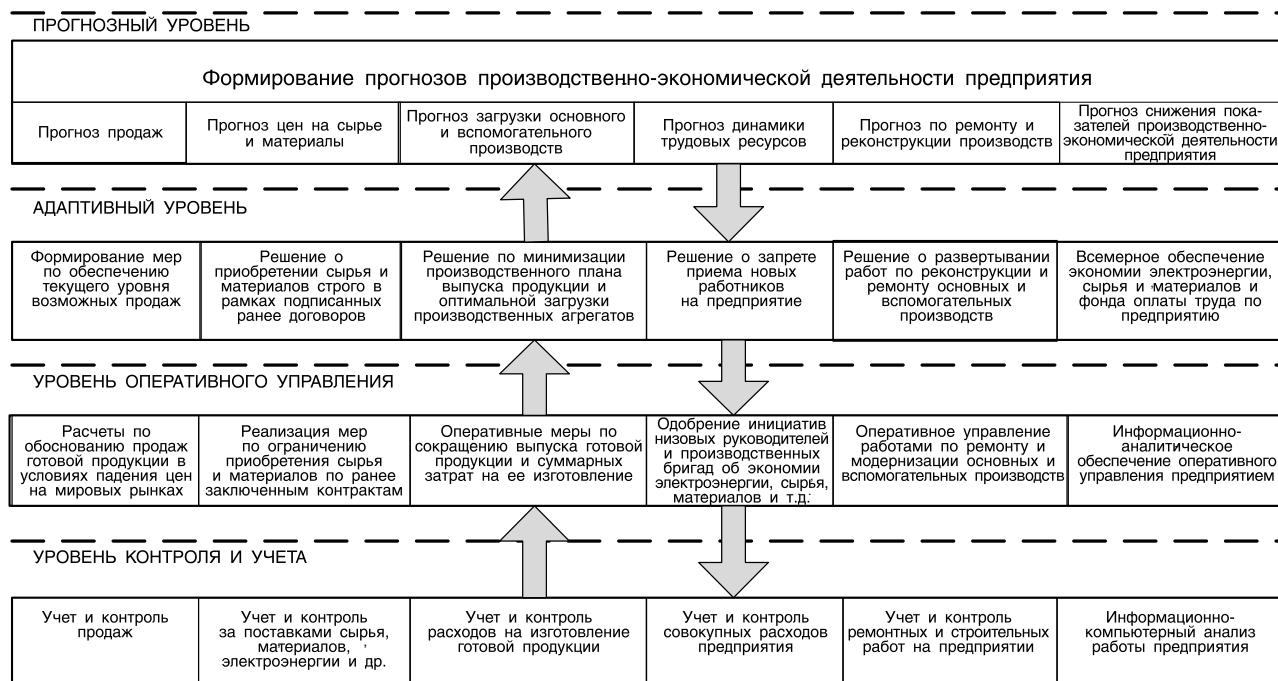 ПРОГНОЗНЫЙ УРОВЕНЬ
Формирование прогнозов производственно-экономической деятельности предприятия
Прогноз продаж
Прогноз цен на сырье
и материалы
Прогноз загрузки основного
и вспомогательного
производств
Прогноз динамики
трудовых ресурсов
Прогноз по ремонту и
реконструкции производств
Прогноз снижения пока-
зателей производственно-
экономической деятельности
предприятия
АДАПТИВНЫЙ УРОВЕНЬ
Формирование мер
по обеспечению
текущего уровня
возможных продаж
Решение о
приобретении сырья и
материалов строго в
рамках подписанных
ранее договоров
Решение по минимизации
производственного плана
выпуска продукции и
оптимальной загрузки
производственных агрегатов
Решение о запрете
приема новых
работников
на предприятие
Решение о развертывании
работ по реконструкции и
ремонту основных и
вспомогательных
производств
Всемерное обеспечение
экономии электроэнергии,
сырья и материалов и
фонда оплаты труда по
предприятию
УРОВЕНЬ ОПЕРАТИВНОГО УПРАВЛЕНИЯ
Расчеты по
обоснованию продаж
готовой продукции в
условиях падения цен
на мировых рынках
Реализация мер
по ограничению
приобретения сырья
и материалов по ранее
заключенным контрактам
Оперативные меры по
сокращению выпуска готовой
продукции и суммарных
затрат на ее изготовление
Одобрение инициатив
низовых руководителей
и производственных
бригад об экономии
электроэнергии, сырья,
материалов и т.д.
Оперативное управление
работами по ремонту и
модернизации основных и
вспомогательных производств
Информационно-
аналитическое
обеспечение оперативного
управления предприятием
УРОВЕНЬ КОНТРОЛЯ И УЧЕТА
Учет и контроль
продаж
Учет и контроль
за поставками сырья,
материалов,
электроэнергии и др.
Учет и контроль
расходов на изготовление
готовой продукции
Учет и контроль
совокупных расходов
предприятия
Учет и контроль
ремонтных и строительных
работ на предприятии
Информационно-
компьютерный анализ
работы предприятия